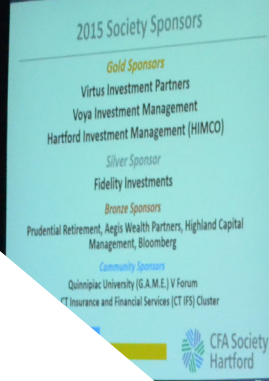 2015 Society Sponsors
Gold Sponsors
Virtus Investment Partners
Voya Investment Management
Hartford Investment Management (HIMCO)
Silver Sponsor
Fidelity Investments
Bronze Sponsors
Prudential Retirement, Aegis Wealth Partners, Highland Capital
Management, Bloomberg
Community Sponsors
Quinnipiac University (G.A.M.E.) V Forum
CT Insurance and Financial Services (CT IFS) Cluster
CFA Society
Hartford